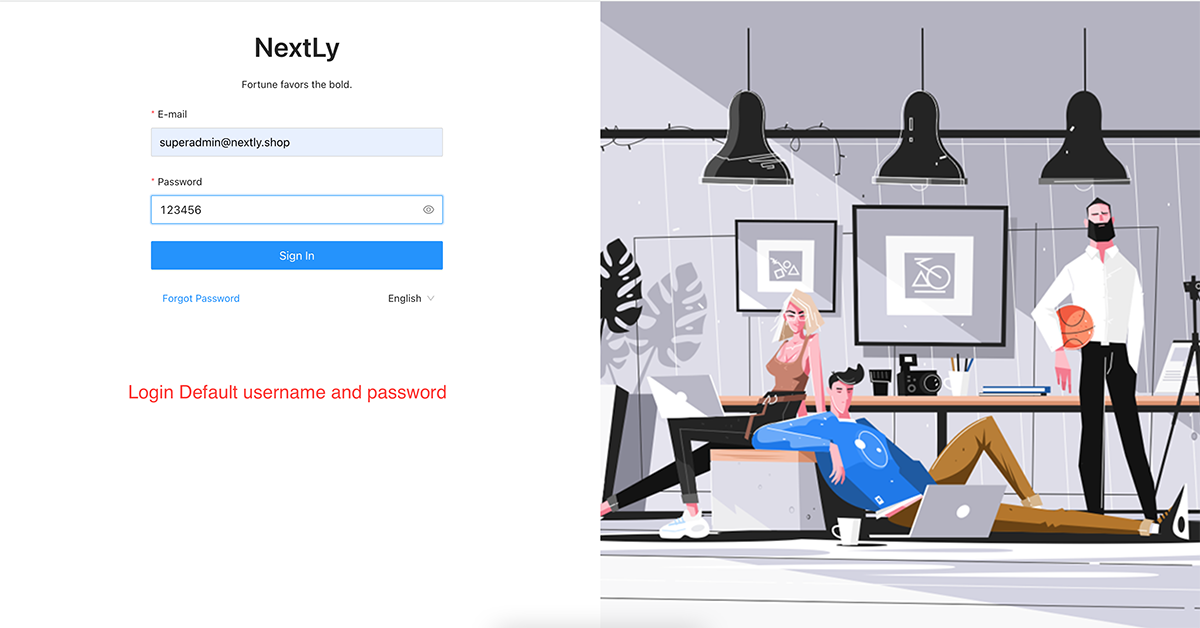 NextLy
Fortune favors the bold.
* E-mail
superadmin@nextly.shop
* Password
123456
Sign In
Forgot Password
English
Login Default username and password